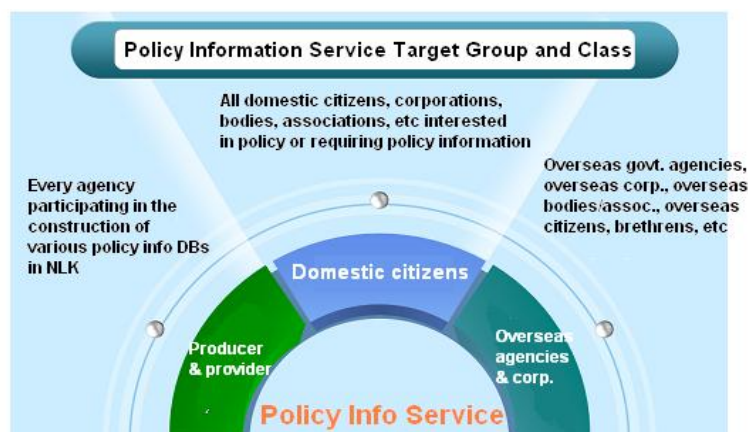 Policy Information Service Target Group and Class
All domestic citizens, corporations,
bodies, associations, etc interested
in policy or requiring policy information
Every agency
participating in the
construction of
various policy info DBs
in NLK
Overseas govt. agencies,
overseas corp., overseas
bodies/assoc., overseas
citizens, brethrens, etc
Domestic citizens
Producer
& provider
Overseas
agencies
& corp.
Policy Info Service